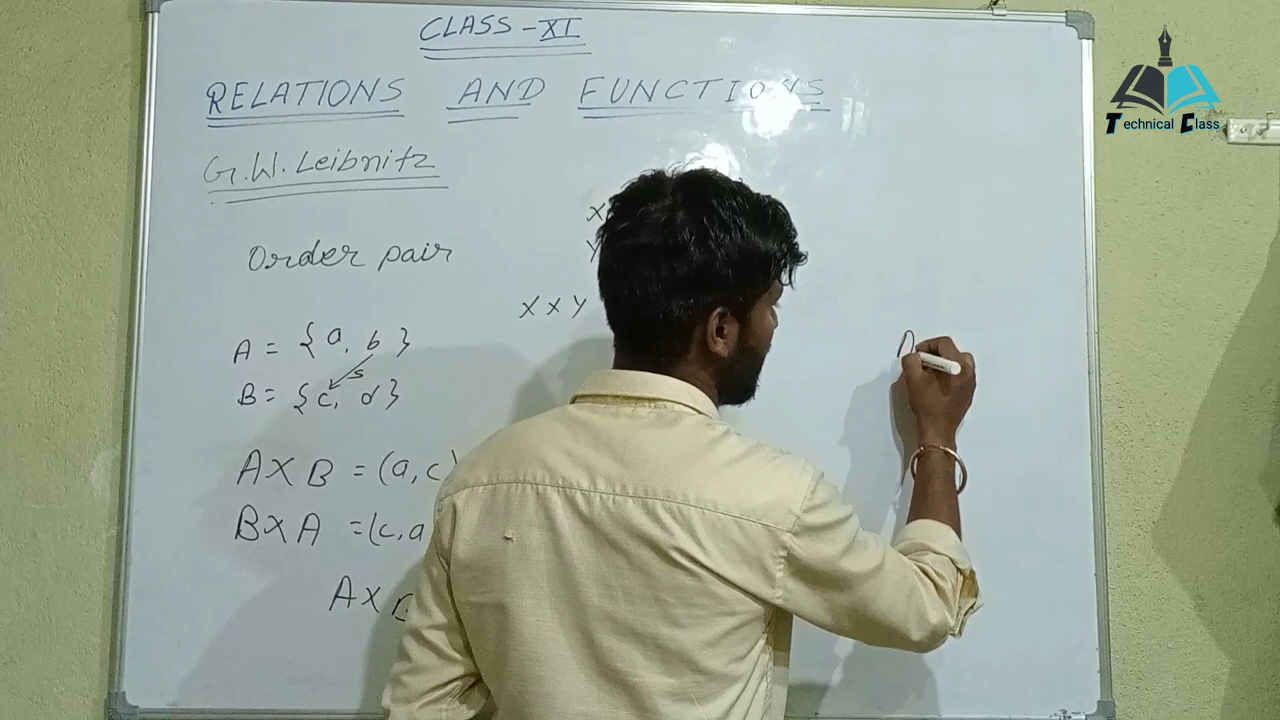 CLASS - XI
RELATIONS AND FUNCTIONS
Technical Class
G.W. Leibnitz
x
Order pair
y
X × Y
A = { a, b }
s
B = { c, d }
A X B = (a, c)
B X A = (c, a
A X